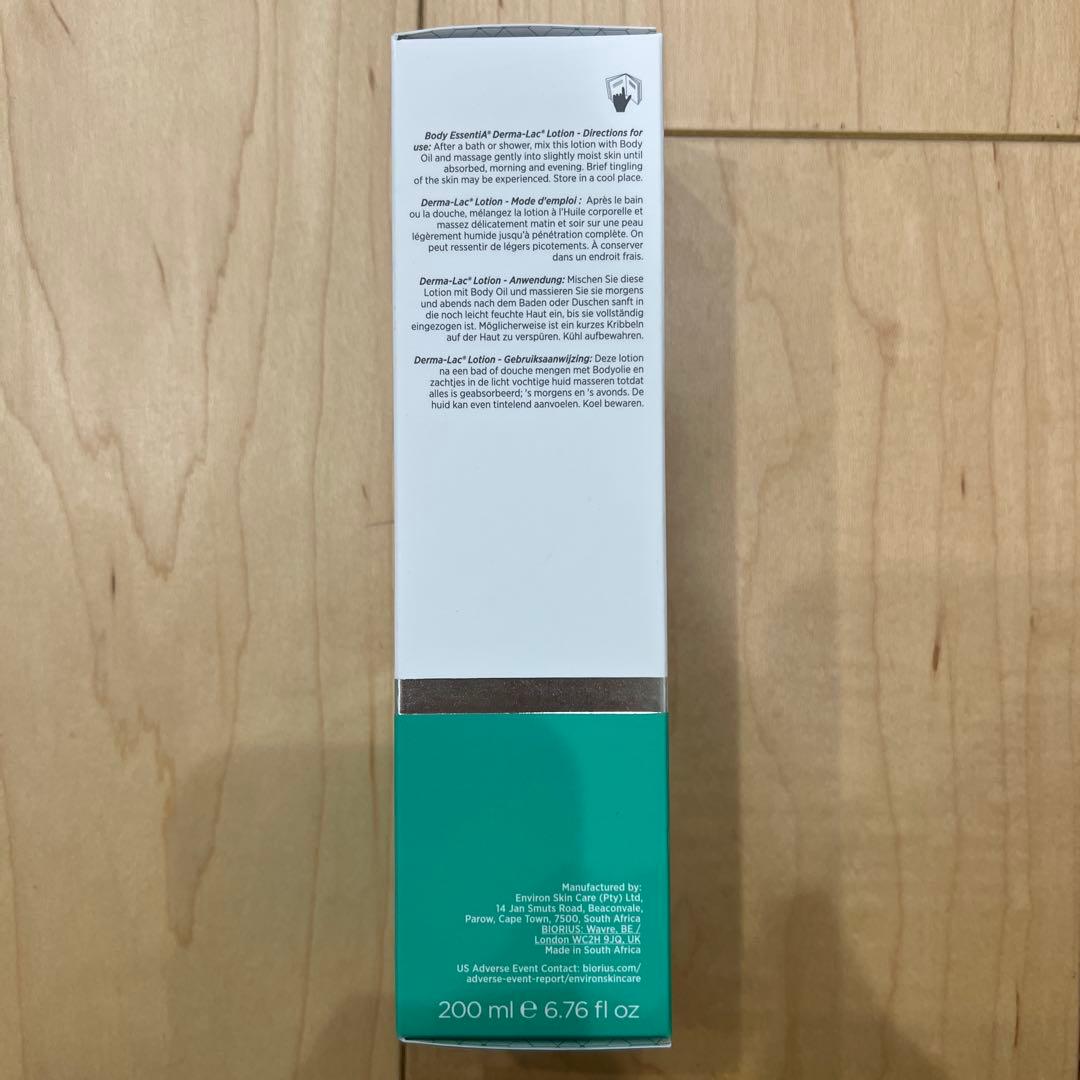 Body EssentiA® Derma-Lac® Lotion - Directions for
use: After a bath or shower, mix this lotion with Body
Oil and massage gently into slightly moist skin until
absorbed, morning and evening. Brief tingling
of the skin may be experienced. Store in a cool place.
Derma-Lac® Lotion - Mode d'emploi : Après le bain
ou la douche, mélangez la lotion à l'Huile corporelle et
massez délicatement matin et soir sur une peau
légèrement humide jusqu'à pénétration complète. On
peut ressentir de légers picotements. À conserver
dans un endroit frais.
Derma-Lac® Lotion - Anwendung: Mischen Sie diese
Lotion mit Body Oil und massieren Sie sie morgens
und abends nach dem Baden oder Duschen sanft in
die noch leicht feuchte Haut ein, bis sie vollständig
eingezogen ist. Möglicherweise ist ein kurzes Kribbeln
auf der Haut zu verspüren. Kühl aufbewahren.
Derma-Lac® Lotion - Gebruiksaanwijzing: Deze lotion
na een bad of douche mengen met Bodyolie en
zachtjes in de licht vochtige huid masseren totdat
alles is geabsorbeerd; 's morgens en 's avonds. De
huid kan even tintelend aanvoelen. Koel bewaren.
Manufactured by:
Environ Skin Care (Pty) Ltd,
14 Jan Smuts Road, Beaconvale,
Parow, Cape Town, 7500, South Africa
BIORIUS: Wavre, BE /
London WC2H 9JQ, UK
Made in South Africa
US Adverse Event Contact: biorius.com/
adverse-event-report/environskincare
200 ml ℮ 6.76 fl oz